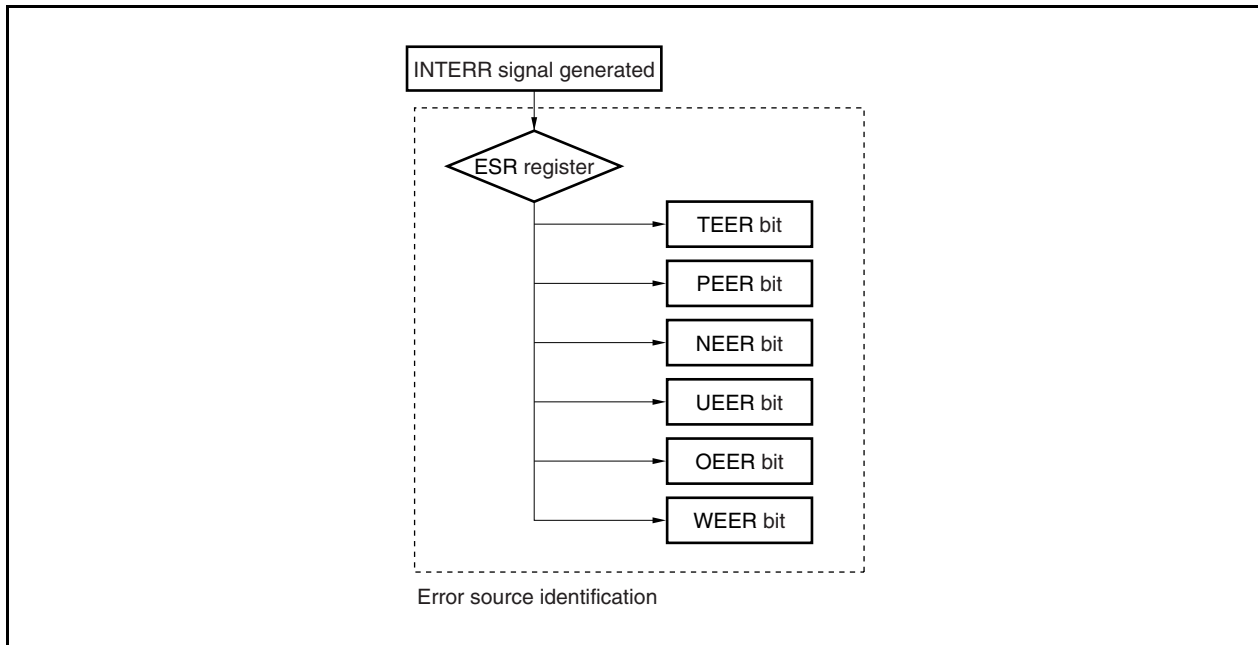 INTERR signal generated
ESR register
TEER bit
PEER bit
NEER bit
UEER bit
OEER bit
WEER bit
Error source identification